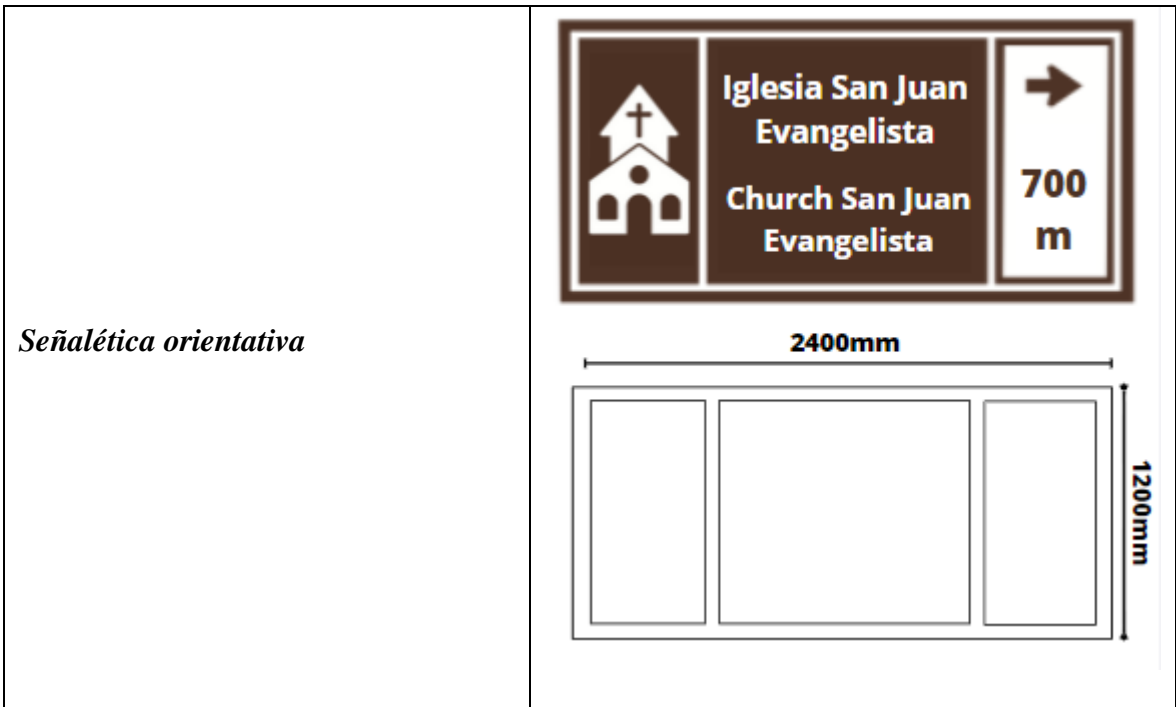 Señalética orientativa
Iglesia San Juan
Evangelista
Church San Juan
Evangelista
700
m
2400mm
1200mm